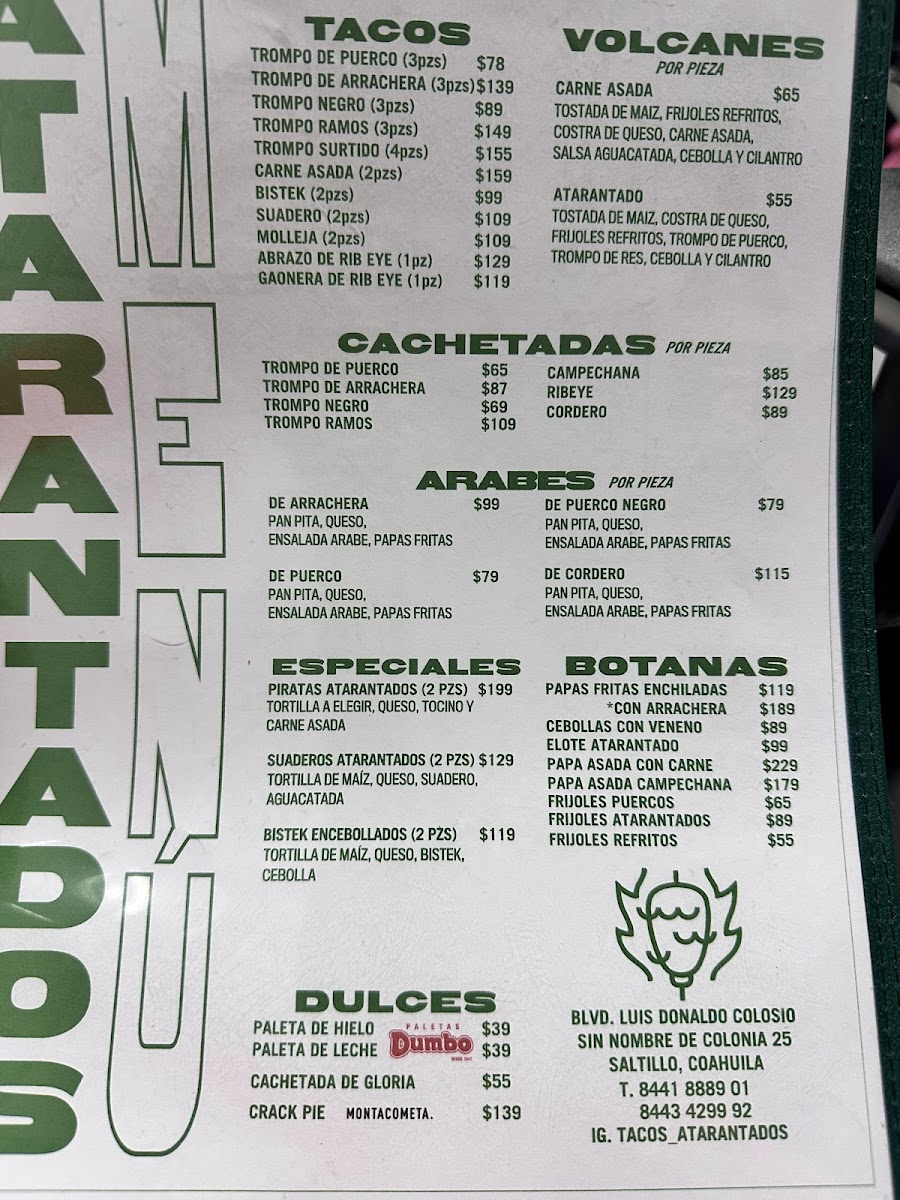 ATARANTADOS
MENÚ
TACOS
TROMPO DE PUERCO (3pzs) $78
TROMPO DE ARRACHERA (3pzs) $139
TROMPO NEGRO (3pzs) $89
TROMPO RAMOS (3pzs) $149
TROMPO SURTIDO (4pzs) $155
CARNE ASADA (2pzs) $159
BISTEK (2pzs) $99
SUADERO (2pzs) $109
MOLLEJA (2pzs) $109
ABRAZO DE RIB EYE (1pz) $129
GAONERA DE RIB EYE (1pz) $119
VOLCANES
POR PIEZA
CARNE ASADA $65
TOSTADA DE MAIZ, FRIJOLES REFRITOS,
COSTRA DE QUESO, CARNE ASADA,
SALSA AGUACATADA, CEBOLLA Y CILANTRO
ATARANTADO $55
TOSTADA DE MAIZ, COSTRA DE QUESO,
FRIJOLES REFRITOS, TROMPO DE PUERCO,
TROMPO DE RES, CEBOLLA Y CILANTRO
CACHETADAS POR PIEZA
TROMPO DE PUERCO $65
TROMPO DE ARRACHERA $87
TROMPO NEGRO $69
TROMPO RAMOS $109
CAMPECHANA $85
RIBEYE $129
CORDERO $89
ARABES POR PIEZA
DE ARRACHERA $99
PAN PITA, QUESO,
ENSALADA ARABE, PAPAS FRITAS
DE PUERCO $79
PAN PITA, QUESO,
ENSALADA ARABE, PAPAS FRITAS
DE PUERCO NEGRO $79
PAN PITA, QUESO,
ENSALADA ARABE, PAPAS FRITAS
DE CORDERO $115
PAN PITA, QUESO,
ENSALADA ARABE, PAPAS FRITAS
ESPECIALES
PIRATAS ATARANTADOS (2 PZS) $199
TORTILLA A ELEGIR, QUESO, TOCINO Y
CARNE ASADA
SUADEROS ATARANTADOS (2 PZS) $129
TORTILLA DE MAÍZ, QUESO, SUADERO,
AGUACATADA
BISTEK ENCEBOLLADOS (2 PZS) $119
TORTILLA DE MAÍZ, QUESO, BISTEK,
CEBOLLA
BOTANAS
PAPAS FRITAS ENCHILADAS $119
*CON ARRACHERA $189
CEBOLLAS CON VENENO $89
ELOTE ATARANTADO $99
PAPA ASADA CON CARNE $229
PAPA ASADA CAMPECHANA $179
FRIJOLES PUERCOS $65
FRIJOLES ATARANTADOS $89
FRIJOLES REFRITOS $55
DULCES
PALETA DE HIELO $39
PALETA DE LECHE $39
PALETAS
Dumbo
CACHETADA DE GLORIA $55
CRACK PIE MONTACOMETA. $139
BLVD. LUIS DONALDO COLOSIO
SIN NOMBRE DE COLONIA 25
SALTILLO, COAHUILA
T. 8441 8889 01
8443 4299 92
IG. TACOS_ATARANTADOS